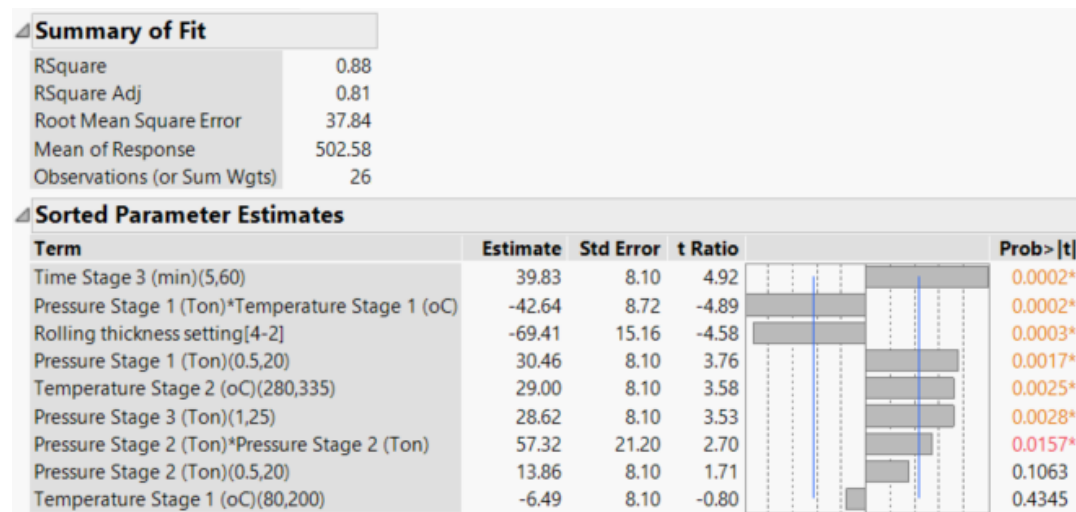 Summary of Fit
RSquare 0.88
RSquare Adj 0.81
Root Mean Square Error 37.84
Mean of Response 502.58
Observations (or Sum Wgts) 26
Sorted Parameter Estimates
Term Estimate Std Error t Ratio Prob>|t|
Time Stage 3 (min)(5,60) 39.83 8.10 4.92 0.0002*
Pressure Stage 1 (Ton)*Temperature Stage 1 (oC) -42.64 8.72 -4.89 0.0002*
Rolling thickness setting[4-2] -69.41 15.16 -4.58 0.0003*
Pressure Stage 1 (Ton)(0.5,20) 30.46 8.10 3.76 0.0017*
Temperature Stage 2 (oC)(280,335) 29.00 8.10 3.58 0.0025*
Pressure Stage 3 (Ton)(1,25) 28.62 8.10 3.53 0.0028*
Pressure Stage 2 (Ton)*Pressure Stage 2 (Ton) 57.32 21.20 2.70 0.0157*
Pressure Stage 2 (Ton)(0.5,20) 13.86 8.10 1.71 0.1063
Temperature Stage 1 (oC)(80,200) -6.49 8.10 -0.80 0.4345